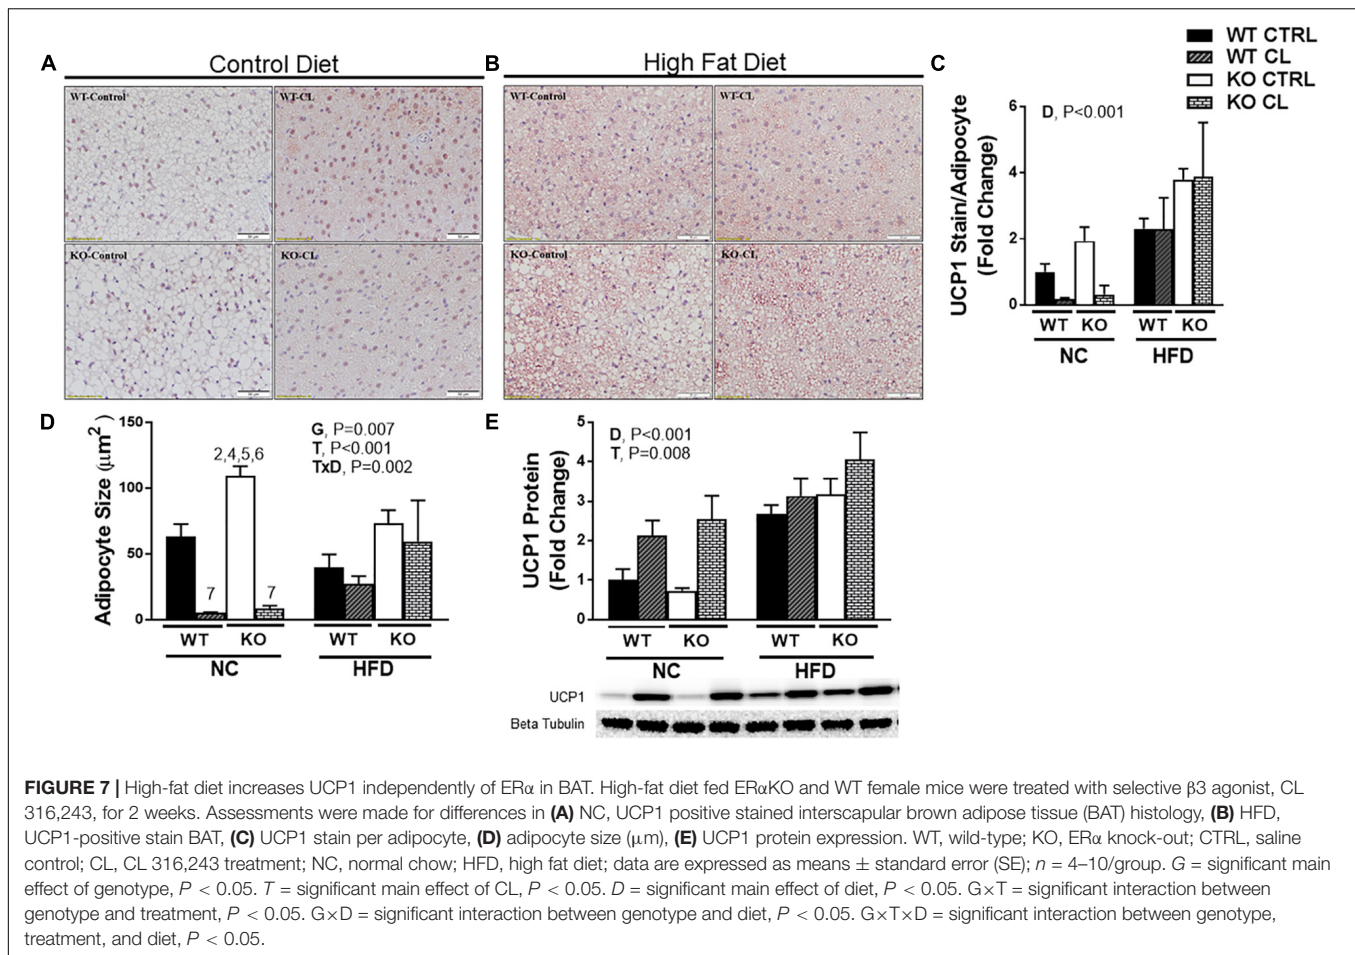 A
Control Diet
B
High Fat Diet
C
WT CTRL
WT CL
KO CTRL
KO CL
WT-Control
WT-CL
KO-Control
KO-CL
WT-Control
WT-CL
KO-Control
KO-CL
UCP1 Stain/Adipocyte
(Fold Change)
6
4
2
0
D, P<0.001
WT
KO
WT
KO
NC
HFD
D
Adipocyte Size (μm²)
150
100
50
0
2,4,5,6
7
7
G, P=0.007
T, P<0.001
TxD, P=0.002
WT
KO
WT
KO
NC
HFD
E
UCP1 Protein
(Fold Change)
5
4
3
2
1
0
D, P<0.001
T, P=0.008
WT
KO
WT
KO
NC
HFD
UCP1
Beta Tubulin
FIGURE 7 | High-fat diet increases UCP1 independently of ERα in BAT. High-fat diet fed ERαKO and WT female mice were treated with selective β3 agonist, CL
316,243, for 2 weeks. Assessments were made for differences in (A) NC, UCP1 positive stained interscapular brown adipose tissue (BAT) histology, (B) HFD,
UCP1-positive stain BAT, (C) UCP1 stain per adipocyte, (D) adipocyte size (μm), (E) UCP1 protein expression. WT, wild-type; KO, ERα knock-out; CTRL, saline
control; CL, CL 316,243 treatment; NC, normal chow; HFD, high fat diet; data are expressed as means ± standard error (SE); n = 4–10/group. G = significant main
effect of genotype, P < 0.05. T = significant main effect of CL, P < 0.05. D = significant main effect of diet, P < 0.05. G×T = significant interaction between
genotype and treatment, P < 0.05. G×D = significant interaction between genotype and diet, P < 0.05. G×T×D = significant interaction between genotype,
treatment, and diet, P < 0.05.